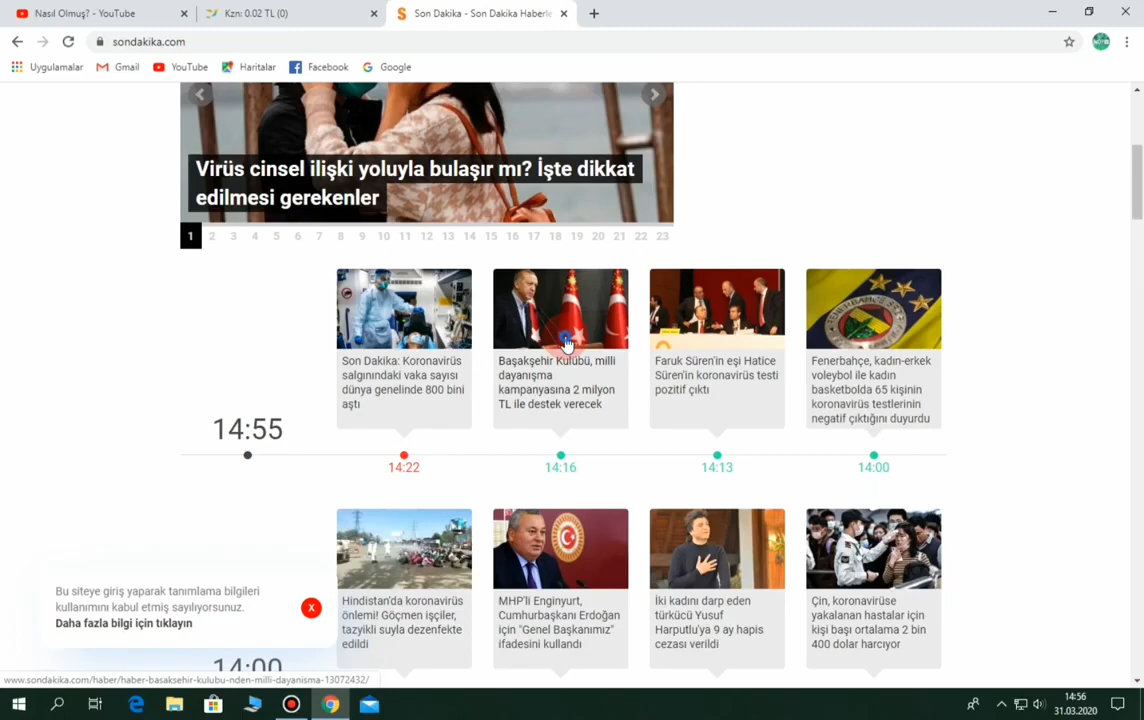 Nasıl Olmuş? - YouTube
Kzn: 0.02 TL (0)
Son Dakika - Son Dakika Haberle
sondakika.com
Uygulamalar
Gmail
YouTube
Haritalar
Facebook
Google
Virüs cinsel ilişki yoluyla bulaşır mı? İşte dikkat
edilmesi gerekenler
1 2 3 4 5 6 7 8 9 10 11 12 13 14 15 16 17 18 19 20 21 22 23
Son Dakika: Koronavirüs
salgınındaki vaka sayısı
dünya genelinde 800 bini
aştı
Başakşehir Kulübü, milli
dayanışma
kampanyasına 2 milyon
TL ile destek verecek
Faruk Süren'in eşi Hatice
Süren'in koronavirüs testi
pozitif çıktı
Fenerbahçe, kadın-erkek
voleybol ile kadın
basketbolda 65 kişinin
koronavirüs testlerinin
negatif çıktığını duyurdu
14:55
14:22
14:16
14:13
14:00
Hindistan'da koronavirüs
önlemi! Göçmen işçiler,
tazyikli suyla dezenfekte
edildi
MHP'li Enginyurt,
Cumhurbaşkanı Erdoğan
için "Genel Başkanımız"
ifadesini kullandı
İki kadını darp eden
türkücü Yusuf
Harputlu'ya 9 ay hapis
cezası verildi
Çin, koronavirüse
yakalanan hastalar için
kişi başı ortalama 2 bin
400 dolar harcıyor
Bu siteye giriş yaparak tanımlama bilgileri
kullanımını kabul etmiş sayılıyorsunuz.
Daha fazla bilgi için tıklayın
X
14:00
www.sondakika.com/haber/haber-basaksehir-kulubu-nden-milli-dayanisma-13072432/
14:56
31.03.2020